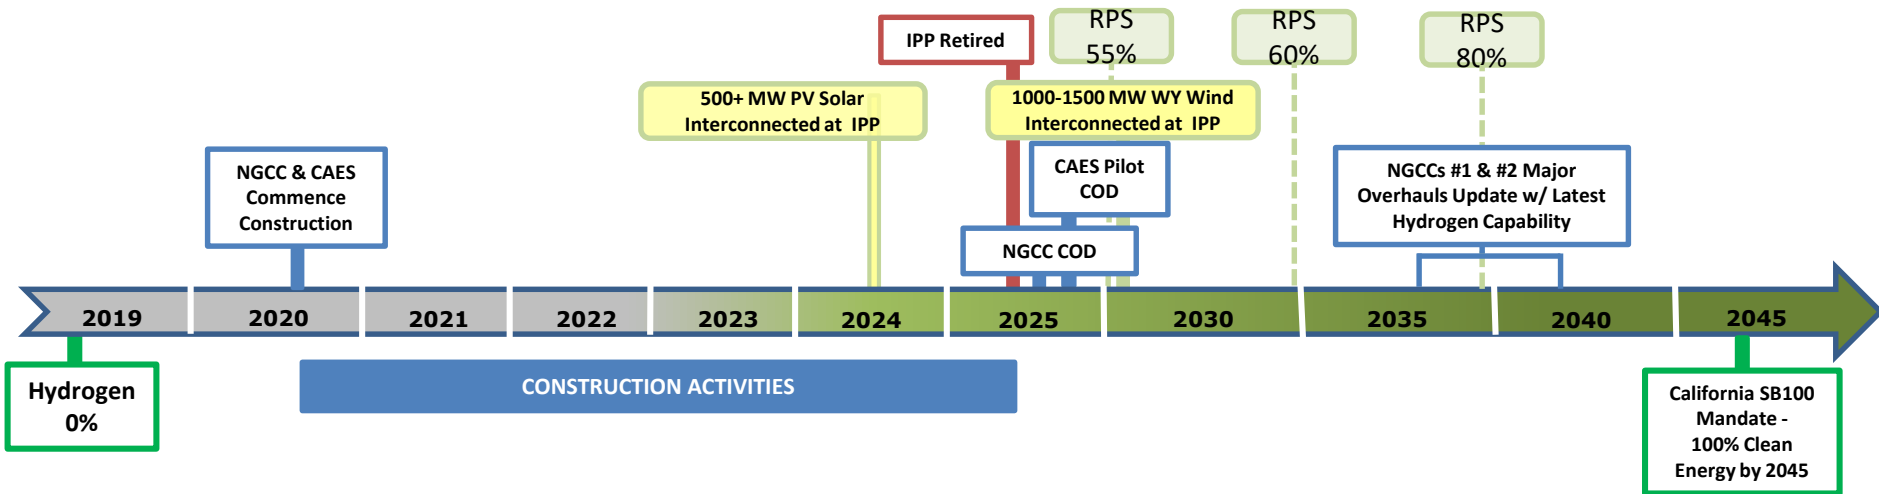 IPP Retired
RPS
55%
RPS
60%
RPS
80%
500+ MW PV Solar
Interconnected at IPP
1000-1500 MW WY Wind
Interconnected at IPP
NGCC & CAES
Commence
Construction
CAES Pilot
COD
NGCC COD
NGCCs #1 & #2 Major
Overhauls Update w/ Latest
Hydrogen Capability
2019
2020
2021
2022
2023
2024
2025
2030
2035
2040
2045
Hydrogen
0%
CONSTRUCTION ACTIVITIES
California SB100
Mandate -
100% Clean
Energy by 2045